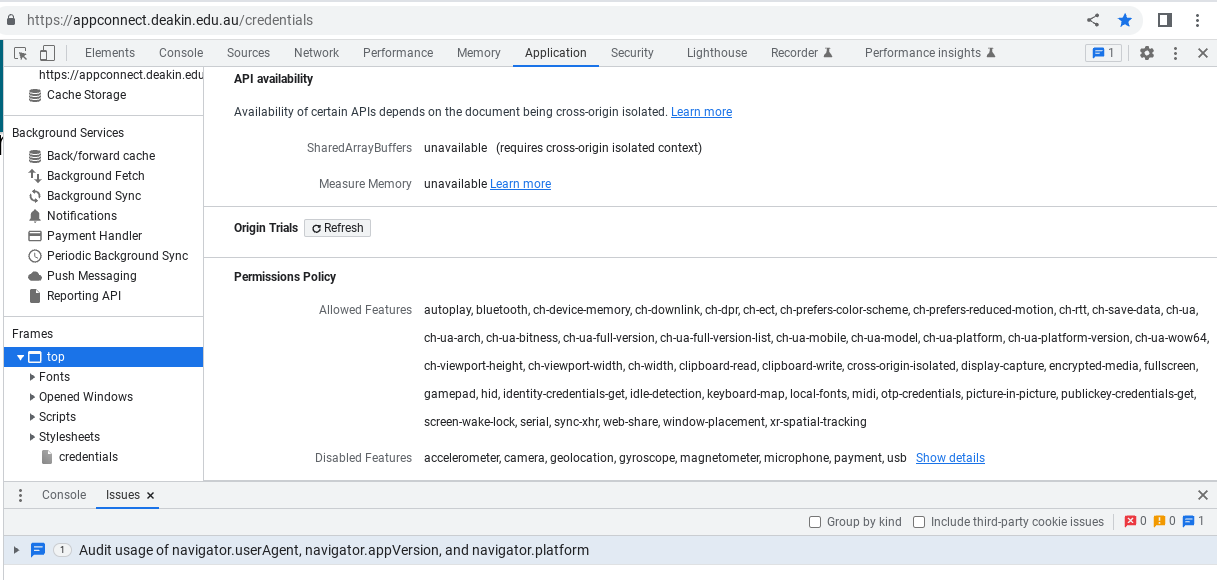 https://appconnect.deakin.edu.au/credentials
Elements Console Sources Network Performance Memory Application Security Lighthouse Recorder Performance insights 1
https://appconnect.deakin.edu
Cache Storage
Background Services
Back/forward cache
Background Fetch
Background Sync
Notifications
Payment Handler
Periodic Background Sync
Push Messaging
Reporting API
Frames
top
Fonts
Opened Windows
Scripts
Stylesheets
credentials
API availability
Availability of certain APIs depends on the document being cross-origin isolated. Learn more
SharedArrayBuffers unavailable (requires cross-origin isolated context)
Measure Memory unavailable Learn more
Origin Trials Refresh
Permissions Policy
Allowed Features autoplay, bluetooth, ch-device-memory, ch-downlink, ch-dpr, ch-ect, ch-prefers-color-scheme, ch-prefers-reduced-motion, ch-rtt, ch-save-data, ch-ua,
ch-ua-arch, ch-ua-bitness, ch-ua-full-version, ch-ua-full-version-list, ch-ua-mobile, ch-ua-model, ch-ua-platform, ch-ua-platform-version, ch-ua-wow64,
ch-viewport-height, ch-viewport-width, ch-width, clipboard-read, clipboard-write, cross-origin-isolated, display-capture, encrypted-media, fullscreen,
gamepad, hid, identity-credentials-get, idle-detection, keyboard-map, local-fonts, midi, otp-credentials, picture-in-picture, publickey-credentials-get,
screen-wake-lock, serial, sync-xhr, web-share, window-placement, xr-spatial-tracking
Disabled Features accelerometer, camera, geolocation, gyroscope, magnetometer, microphone, payment, usb Show details
Console Issues
Group by kind Include third-party cookie issues 0 0 1
1 Audit usage of navigator.userAgent, navigator.appVersion, and navigator.platform